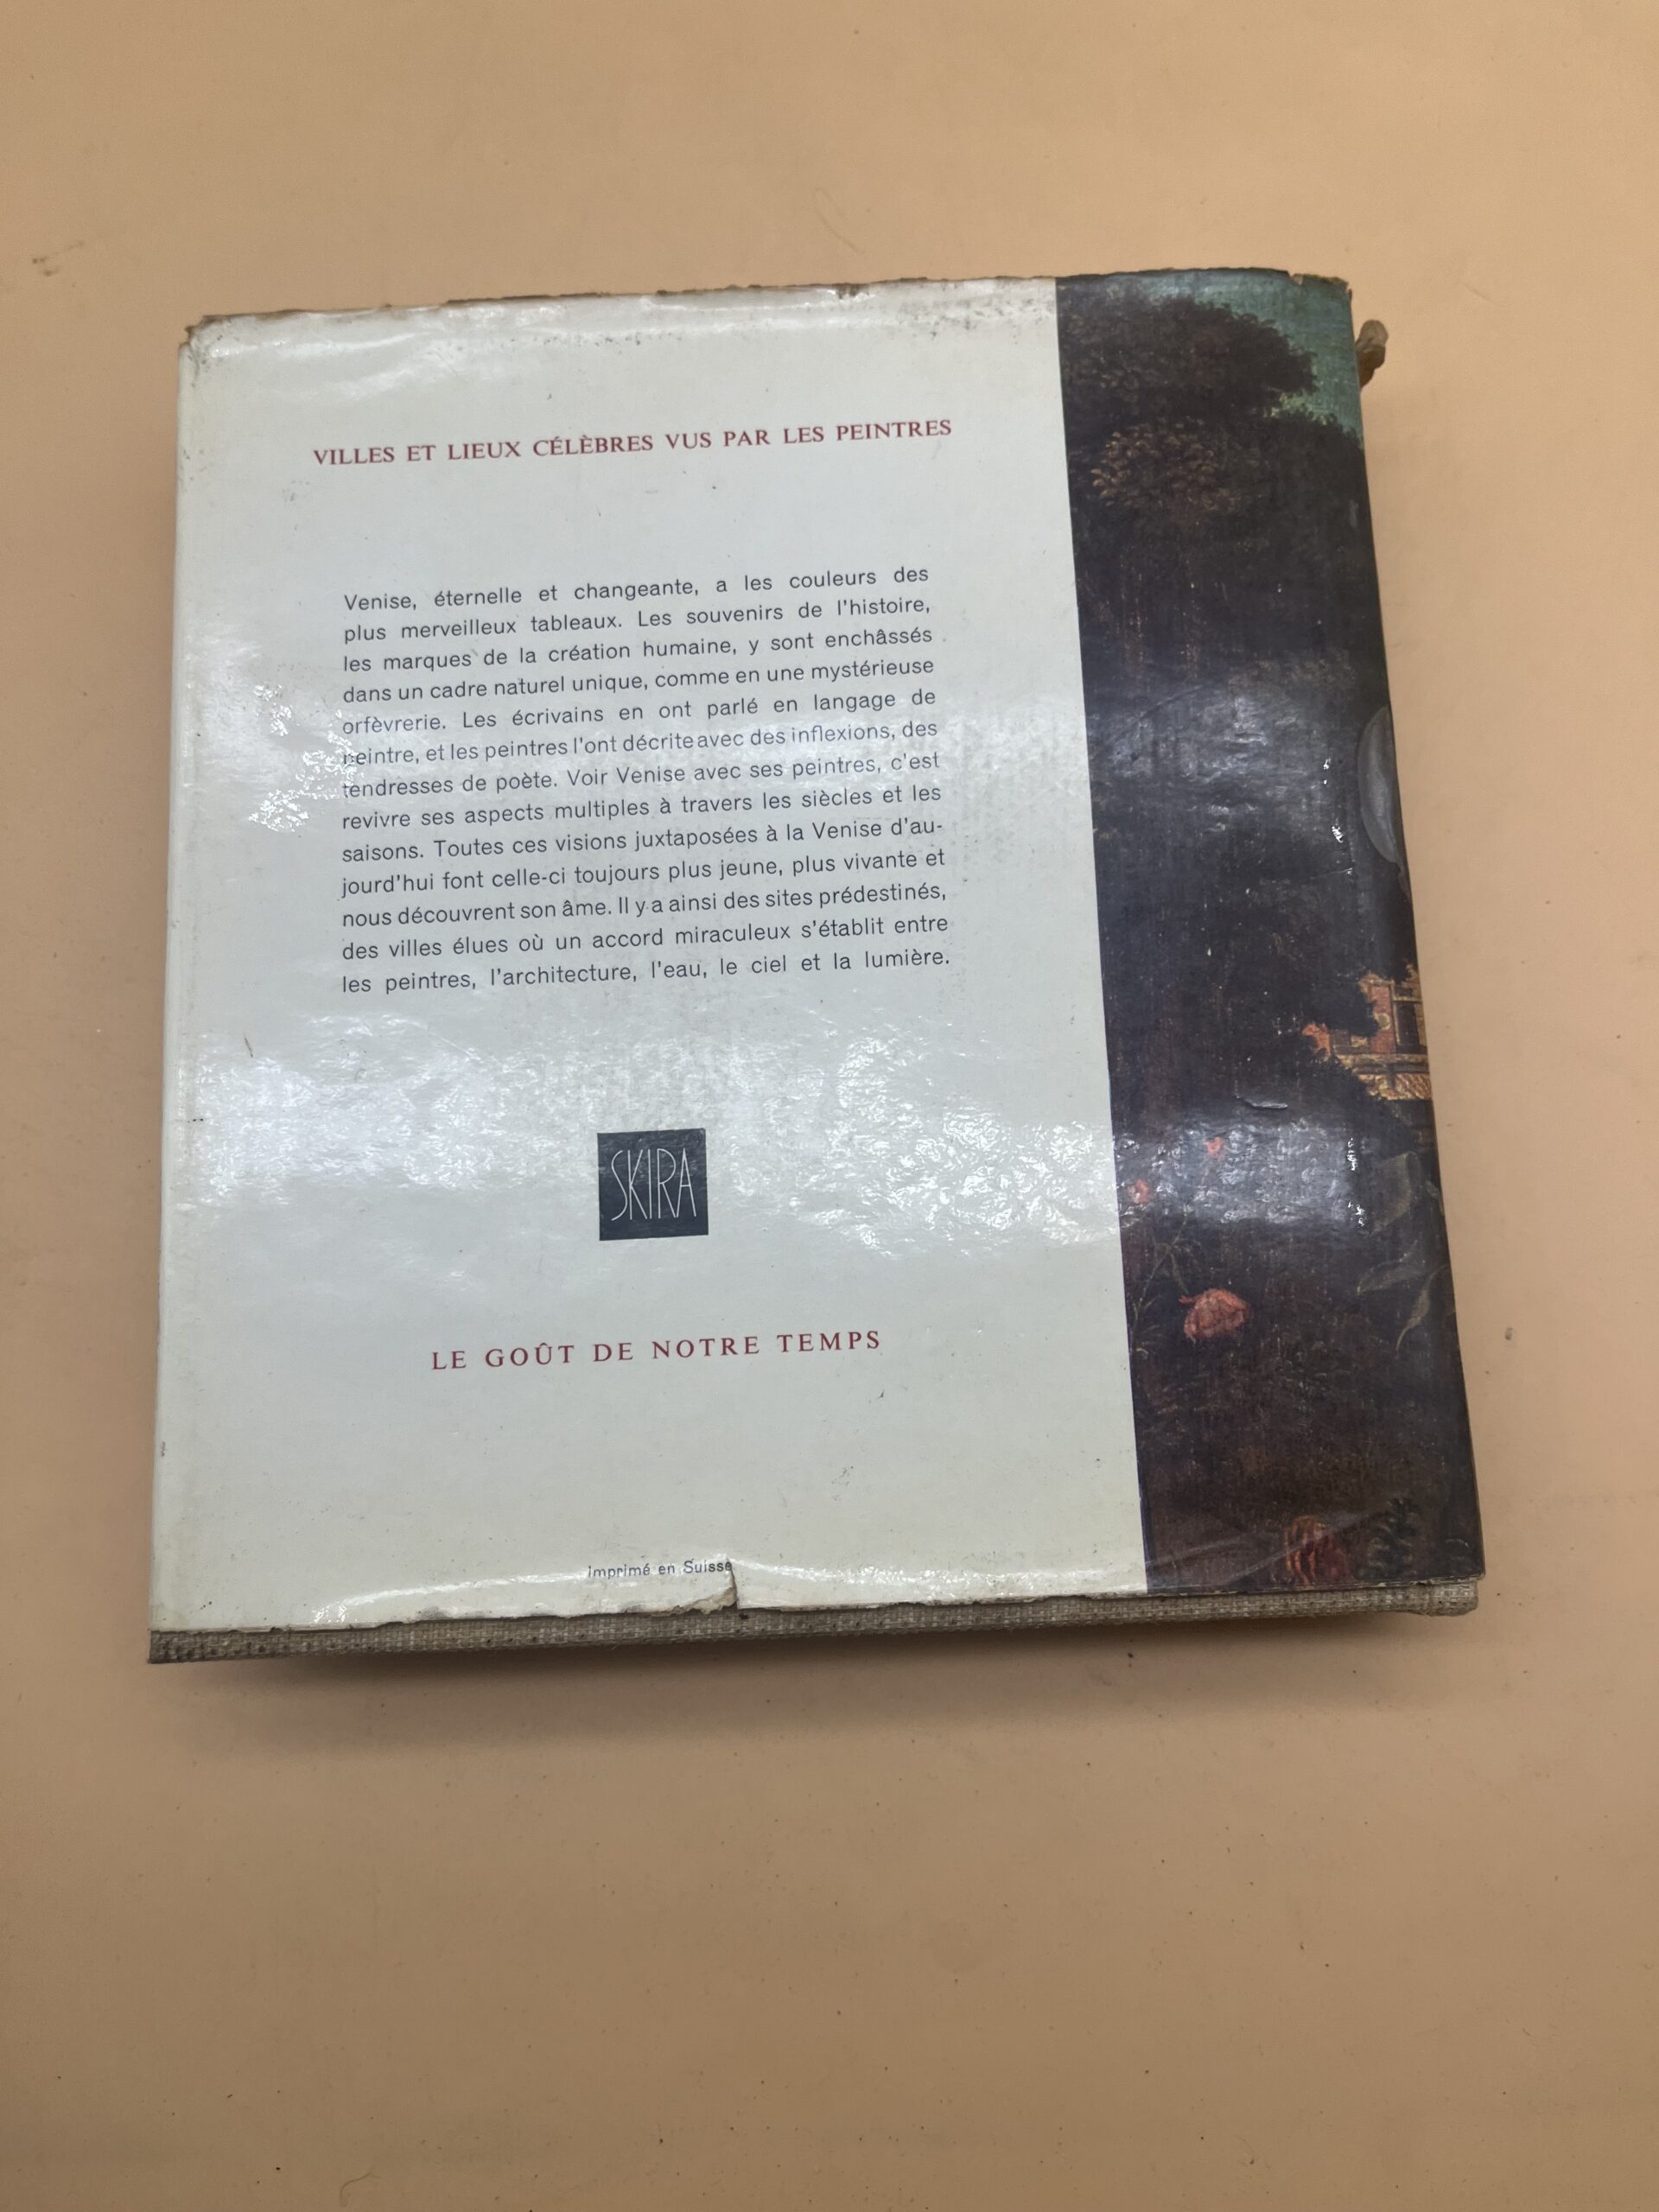 VILLES ET LIEUX CÉLÈBRES VUS PAR LES PEINTRES
Venise, éternelle et changeante, a les couleurs des
plus merveilleux tableaux. Les souvenirs de l'histoire,
les marques de la création humaine, y sont enchâssés
dans un cadre naturel unique, comme en une mystérieuse
orfèvrerie. Les écrivains en ont parlé en langage de
peintre, et les peintres l'ont décrite avec des inflexions, des
tendresses de poète. Voir Venise avec ses peintres, c'est
revivre ses aspects multiples à travers les siècles et les
saisons. Toutes ces visions juxtaposées à la Venise d'au-
jourd'hui font celle-ci toujours plus jeune, plus vivante et
nous découvrent son âme. Il y a ainsi des sites prédestinés,
des villes élues où un accord miraculeux s'établit entre
les peintres, l'architecture, l'eau, le ciel et la lumière.
SKIRA
LE GOÛT DE NOTRE TEMPS
Imprimé en Suisse